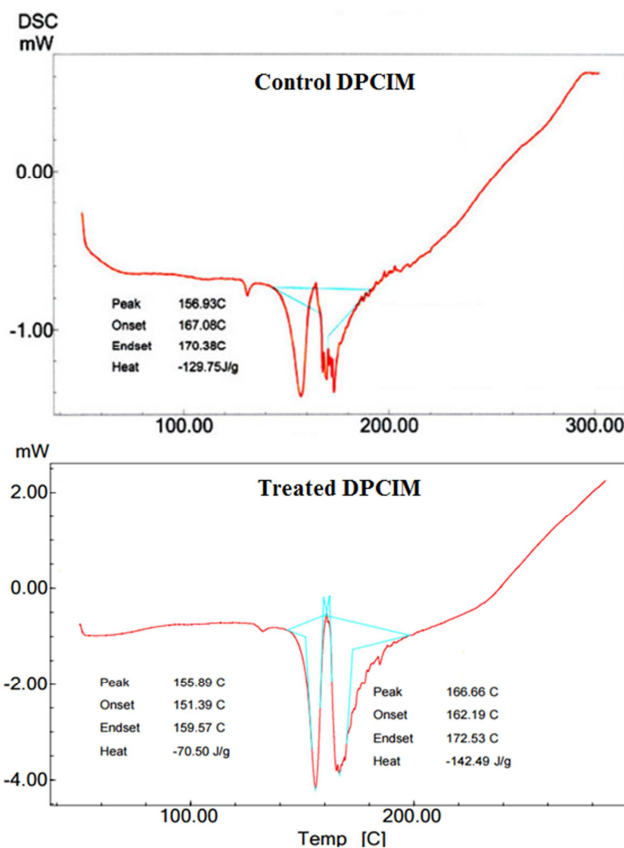 DSC
mW
Control DPCIM
0.00
Peak 156.93C
Onset 167.08C
Endset 170.38C
Heat -129.75J/g
-1.00
100.00 200.00 300.00
mW
Treated DPCIM
2.00
0.00
-2.00
Peak 155.89 C
Onset 151.39 C
Endset 159.57 C
Heat -70.50 J/g
Peak 166.66 C
Onset 162.19 C
Endset 172.53 C
Heat -142.49 J/g
-4.00
100.00 200.00
Temp [C]